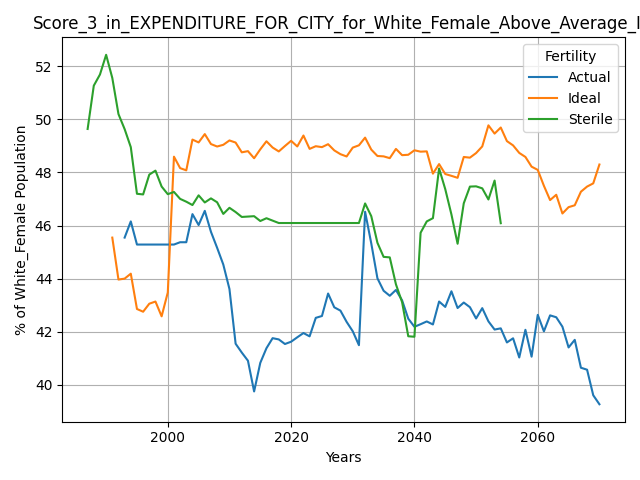 Score_3_in_EXPENDITURE_FOR_CITY_for_White_Female_Above_Average_I
Fertility
Actual
Ideal
Sterile
% of White_Female Population
52
50
48
46
44
42
40
2000
2020
2040
2060
Years